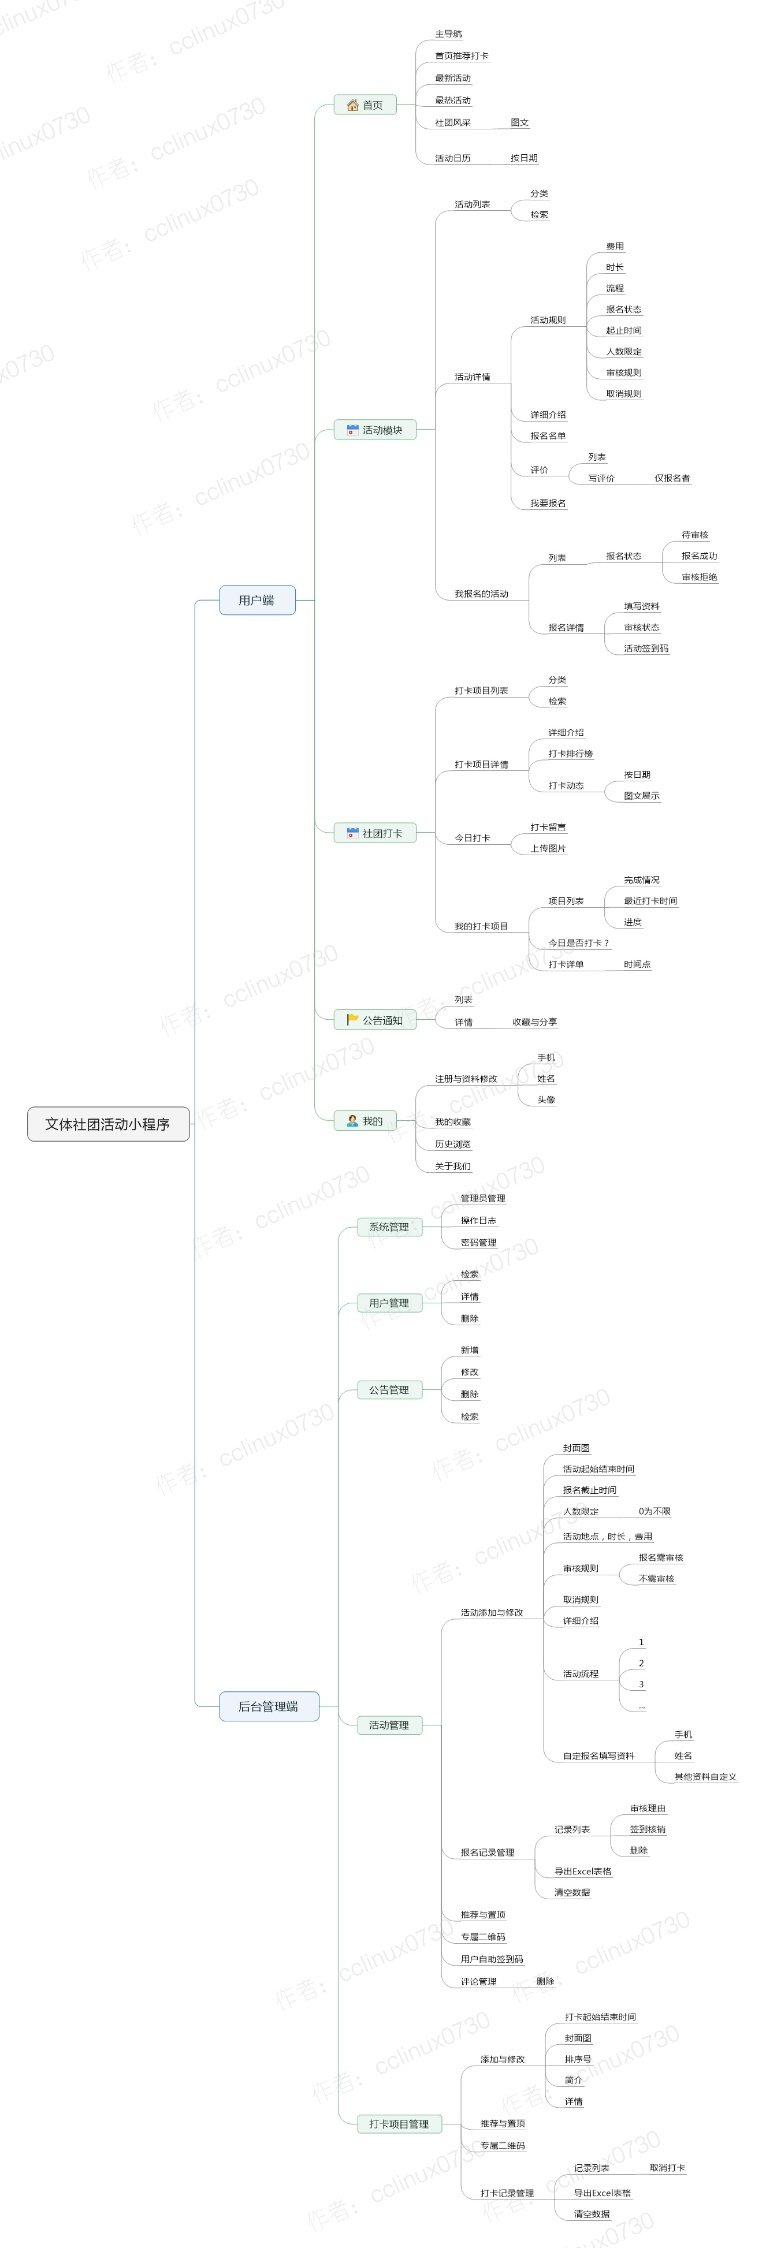 文体社团活动小程序
用户端
首页
主导航
首页推荐打卡
最新活动
最热活动
社团风采
图文
活动日历
按日期
活动模块
活动列表
分类
检索
活动详情
活动规则
费用
时长
流程
报名状态
起止时间
人数限定
审核规则
取消规则
详细介绍
报名名单
评价
列表
写评价
仅报名者
我要报名
我报名的活动
列表
报名状态
待审核
报名成功
审核拒绝
报名详情
填写资料
审核状态
活动签到码
社团打卡
打卡项目列表
分类
检索
打卡项目详情
详细介绍
打卡排行榜
打卡动态
按日期
图文展示
今日打卡
打卡留言
上传图片
我的打卡项目
项目列表
完成情况
最近打卡时间
进度
今日是否打卡？
打卡详单
时间点
公告通知
列表
详情
收藏与分享
我的
注册与资料修改
手机
姓名
头像
我的收藏
历史浏览
关于我们
后台管理端
系统管理
管理员管理
操作日志
密码管理
用户管理
检索
详情
删除
公告管理
新增
修改
删除
检索
活动管理
活动添加与修改
封面图
活动起始结束时间
报名截止时间
人数限定
0为不限
活动地点，时长，费用
审核规则
报名需审核
不需审核
取消规则
详细介绍
活动流程
1
2
3
...
自定报名填写资料
手机
姓名
其他资料自定义
报名记录管理
记录列表
审核理由
签到核销
删除
导出Excel表格
清空数据
推荐与置顶
专属二维码
用户自助签到码
评论管理
删除
打卡项目管理
添加与修改
打卡起始结束时间
封面图
排序号
简介
详情
推荐与置顶
专属二维码
打卡记录管理
记录列表
取消打卡
导出Excel表格
清空数据
作者：cclinux0730